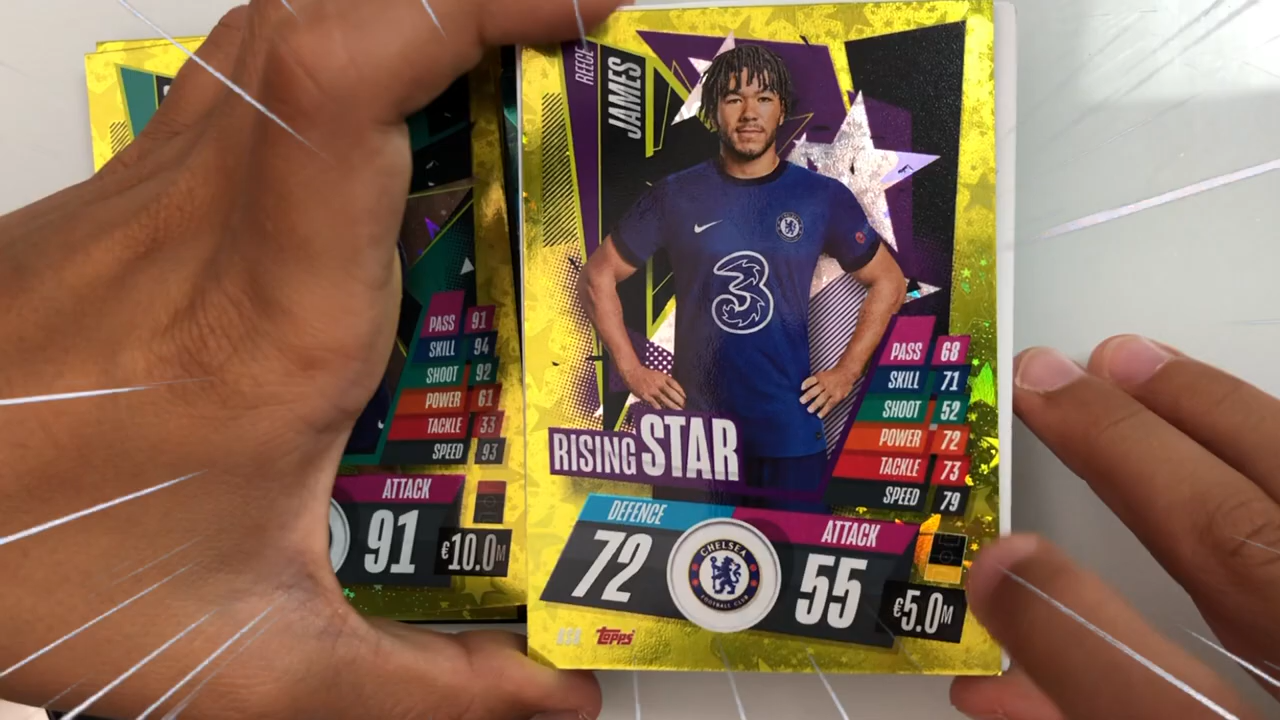 REECE
JAMES
3
PASS 91
SKILL 94
SHOOT 92
POWER 61
TACKLE 33
SPEED 93
ATTACK
91
€10.0M
PASS 68
SKILL 71
SHOOT 52
POWER 72
TACKLE 73
SPEED 79
RISING STAR
DEFENCE
72
CHELSEA
FOOTBALL CLUB
ATTACK
55
€5.0M
topps